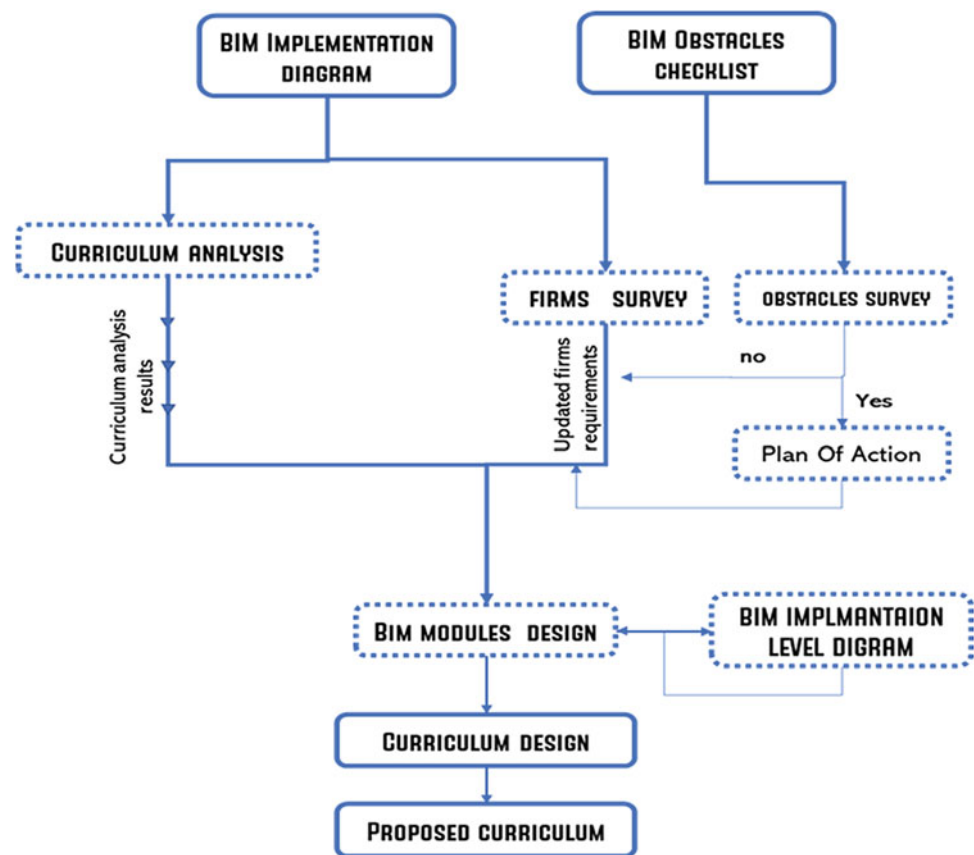 BIM IMPLEMENTATION
DIAGRAM
BIM OBSTACLES
CHECKLIST
CURRICULUM ANALYSIS
FIRMS SURVEY
OBSTACLES SURVEY
Curriculum analysis
results
Updated firms
requirements
no
Yes
Plan Of Action
BIM MODULES DESIGN
BIM IMPLMANTAION
LEVEL DIGRAM
CURRICULUM DESIGN
PROPOSED CURRICULUM